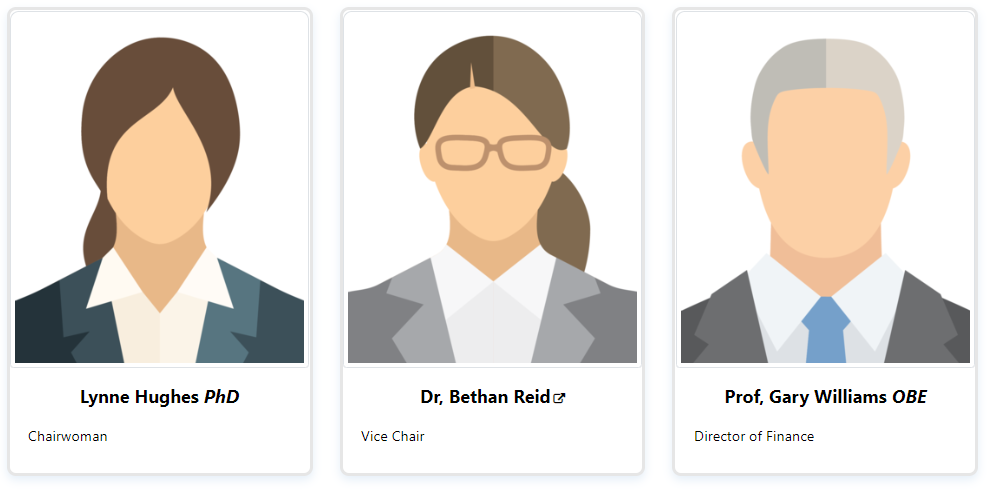 Lynne Hughes PhD
Chairwoman
Dr, Bethan Reid
Vice Chair
Prof, Gary Williams OBE
Director of Finance